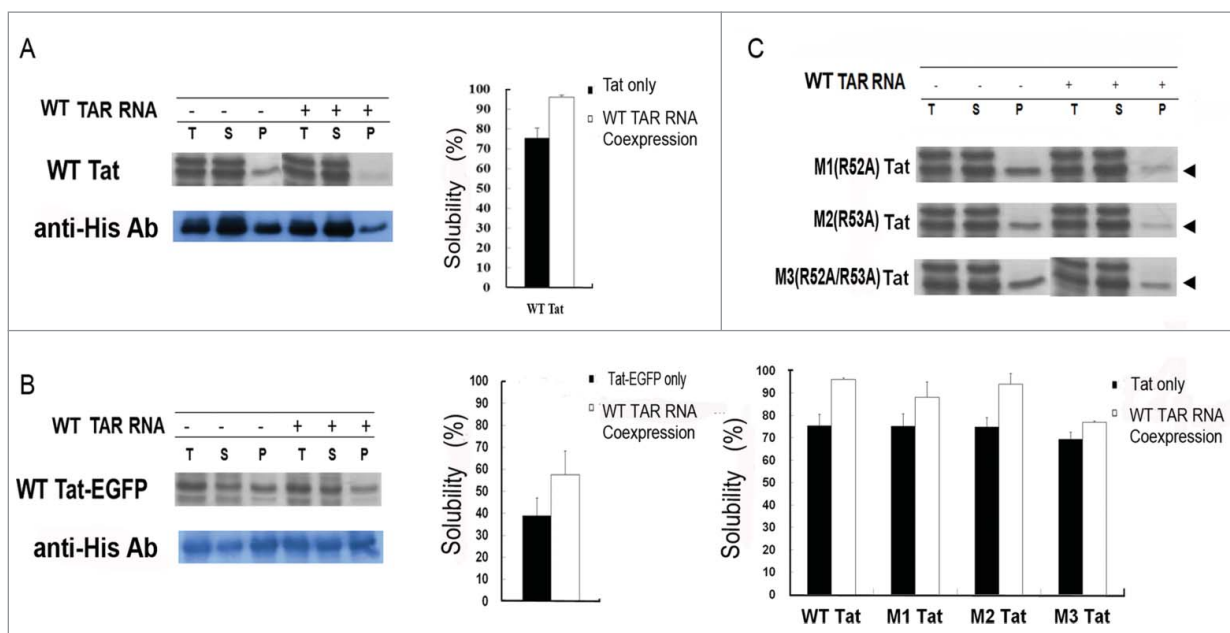 A
WT TAR RNA - - - + + +
T S P T S P
WT Tat
anti-His Ab
Solubility (%)
100
90
80
70
60
50
40
30
20
10
0
WT Tat
Tat only
WT TAR RNA
Coexpression
C
WT TAR RNA - - - + + +
T S P T S P
M1(R52A) Tat
M2(R53A) Tat
M3(R52A/R53A) Tat
B
WT TAR RNA - - - + + +
T S P T S P
WT Tat-EGFP
anti-His Ab
Solubility (%)
100
90
80
70
60
50
40
30
20
10
0
Tat-EGFP only
WT TAR RNA
Coexpression
Solubility (%)
100
90
80
70
60
50
40
30
20
10
0
WT Tat M1 Tat M2 Tat M3 Tat
Tat only
WT TAR RNA
Coexpression